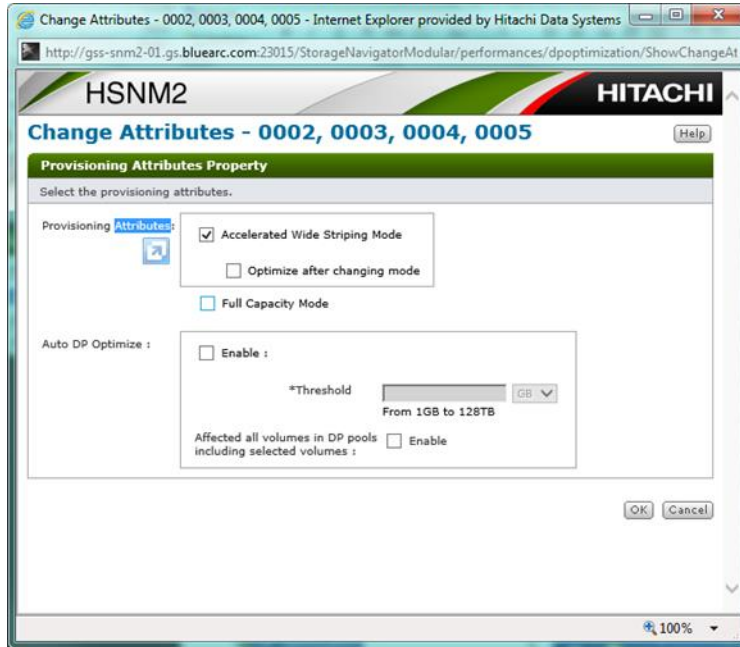 Change Attributes - 0002, 0003, 0004, 0005 - Internet Explorer provided by Hitachi Data Systems
http://gss-snm2-01.gs.bluearc.com:23015/StorageNavigatorModular/performances/dpoptimization/ShowChangeAt
HSNM2
HITACHI
Change Attributes - 0002, 0003, 0004, 0005
Help
Provisioning Attributes Property
Select the provisioning attributes.
Provisioning Attributes:
Accelerated Wide Striping Mode
Optimize after changing mode
Full Capacity Mode
Auto DP Optimize :
Enable :
*Threshold
GB
From 1GB to 128TB
Affected all volumes in DP pools
including selected volumes :
Enable
OK Cancel
100%